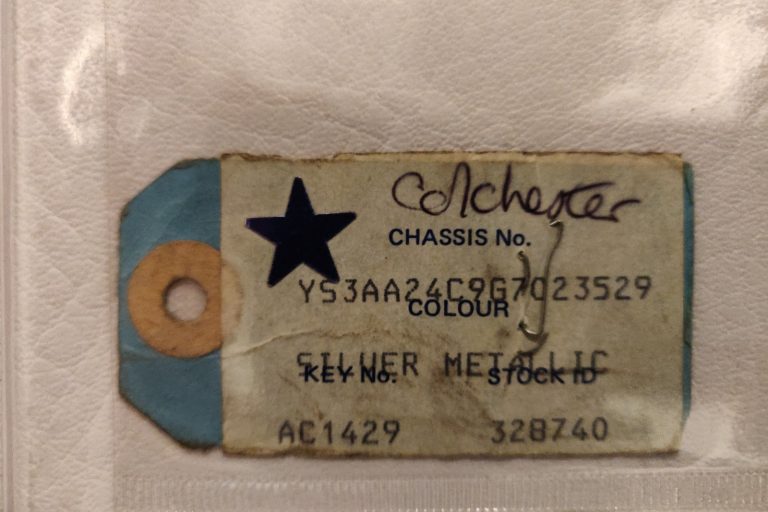 Colchester
CHASSIS No.
YS3AA24C9G7023529
COLOUR
SILVER METALLIC
KEY No. STOCK ID
AC1429 328740